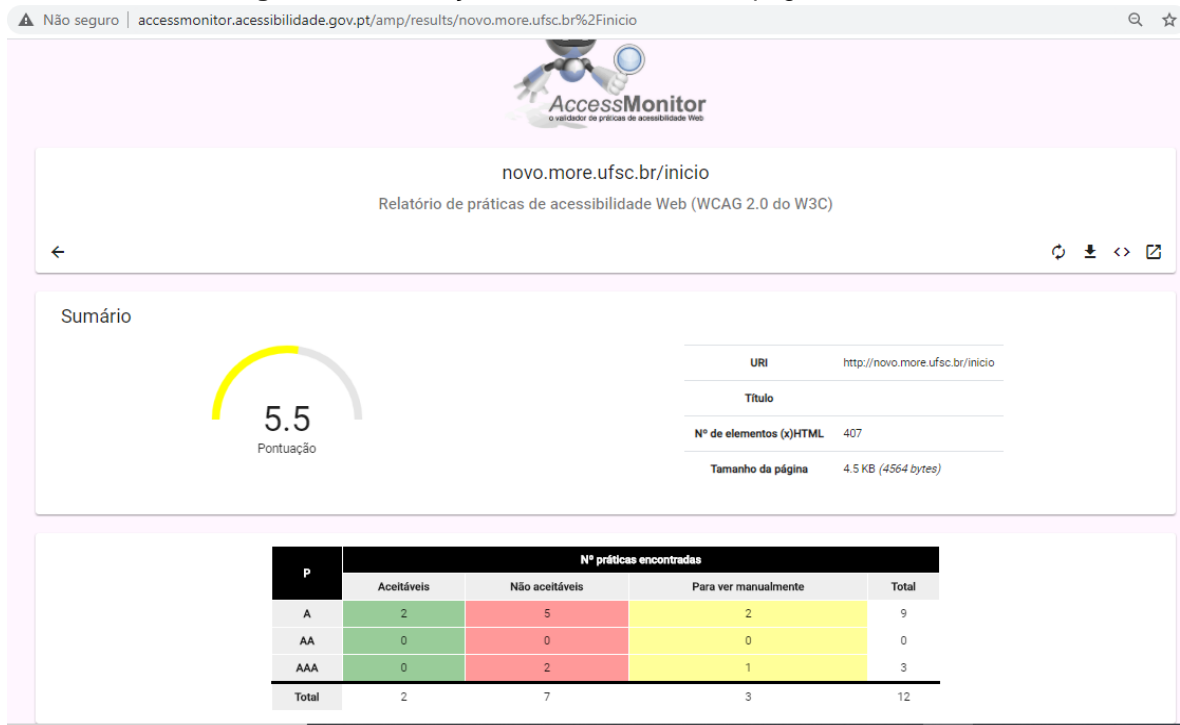 Não seguro | accessmonitor.acessibilidade.gov.pt/amp/results/novo.more.ufsc.br%2Finicio
AccessMonitor
o validador de práticas de acessibilidade Web
novo.more.ufsc.br/inicio
Relatório de práticas de acessibilidade Web (WCAG 2.0 do W3C)
Sumário
5.5
Pontuação
URI http://novo.more.ufsc.br/inicio
Título
Nº de elementos (x)HTML 407
Tamanho da página 4.5 KB (4564 bytes)
P Nº práticas encontradas
Aceitáveis Não aceitáveis Para ver manualmente Total
A 2 5 2 9
AA 0 0 0 0
AAA 0 2 1 3
Total 2 7 3 12